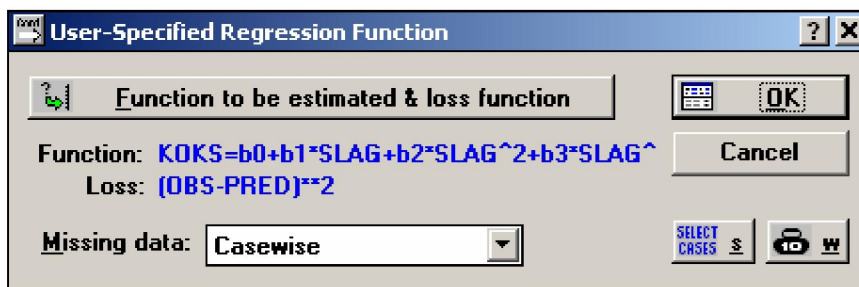 User-Specified Regression Function
Function to be estimated & loss function
OK
Function: KOKS=b0+b1*SLAG+b2*SLAG^2+b3*SLAG^
Cancel
Loss: (OBS-PRED)**2
Missing data: Casewise
SELECT CASES S
10 w